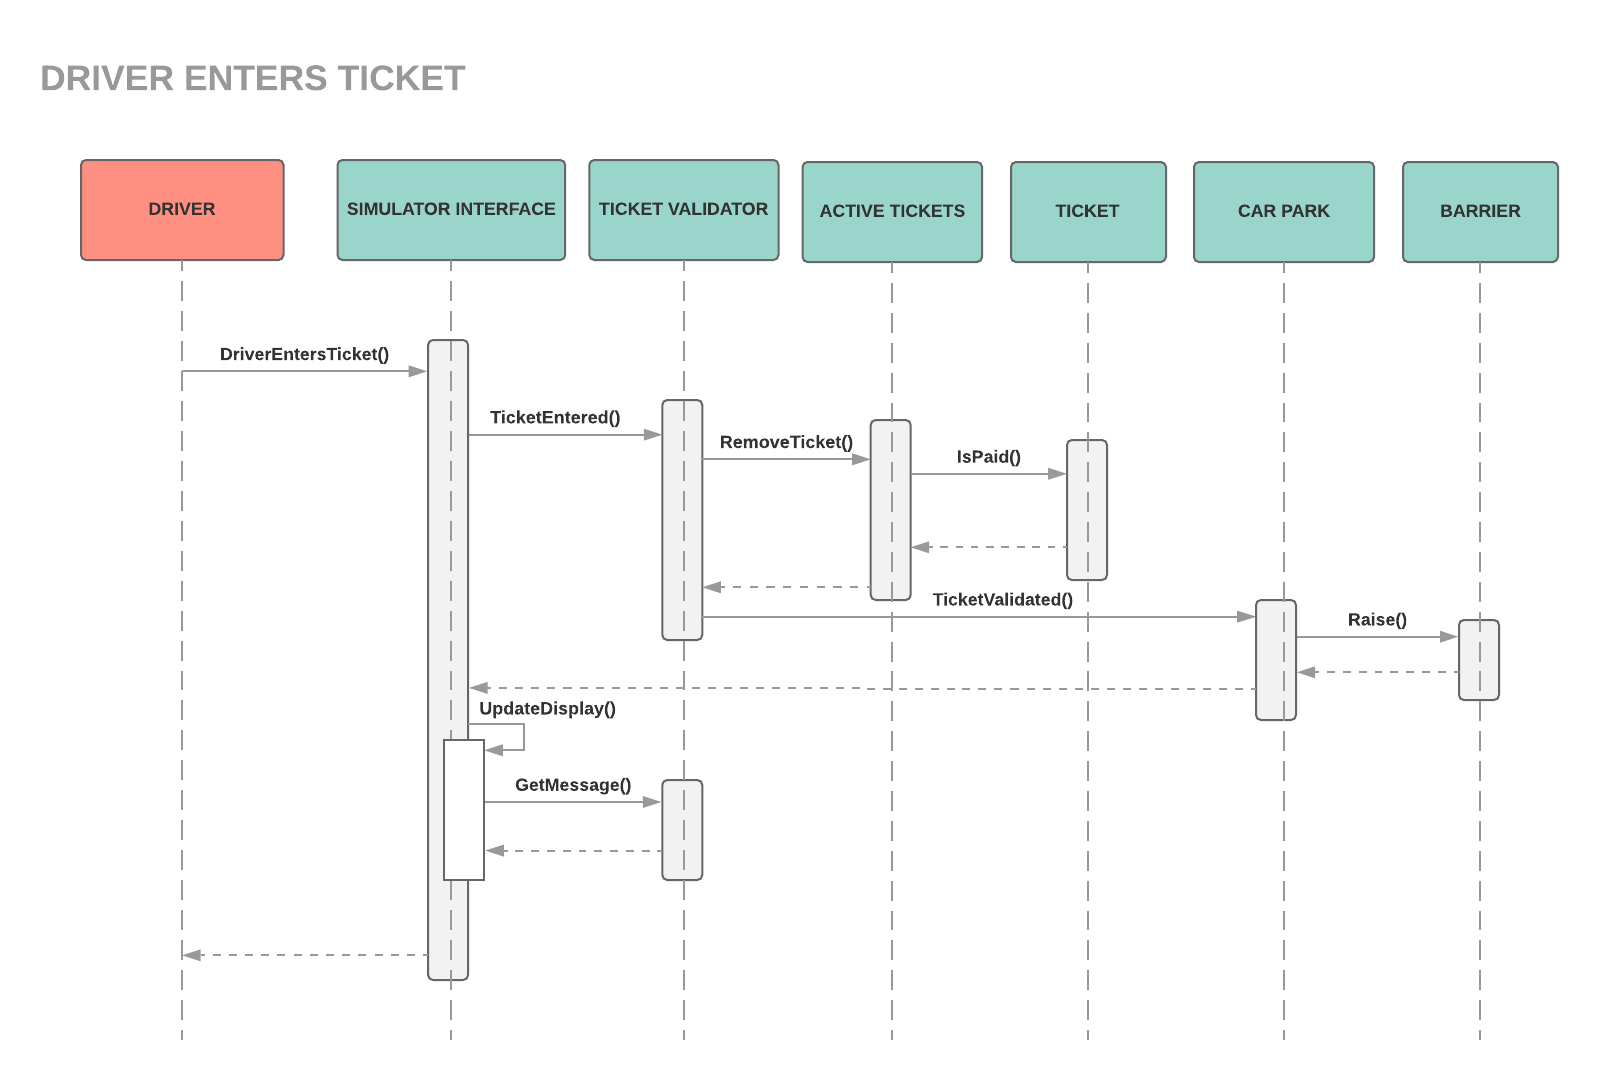 DRIVER ENTERS TICKET
DRIVER
SIMULATOR INTERFACE
TICKET VALIDATOR
ACTIVE TICKETS
TICKET
CAR PARK
BARRIER
DriverEntersTicket()
TicketEntered()
RemoveTicket()
IsPaid()
TicketValidated()
Raise()
UpdateDisplay()
GetMessage()